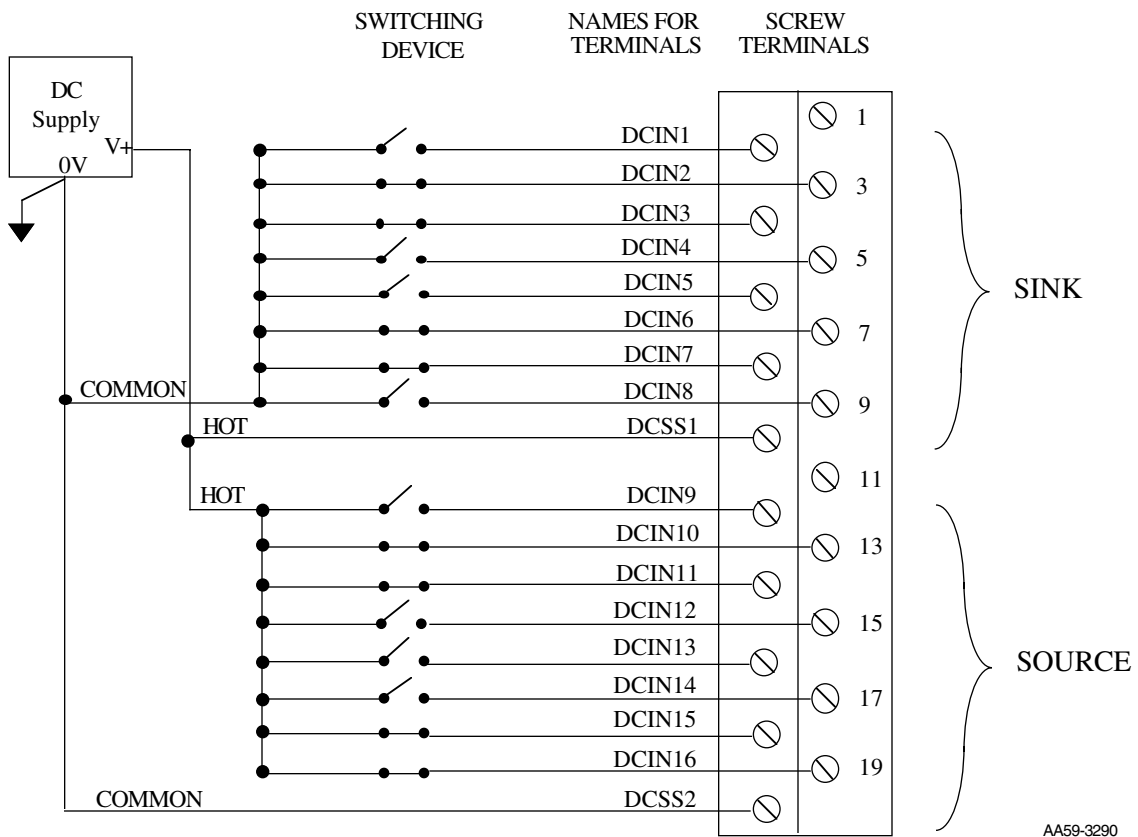 SWITCHING
DEVICE
NAMES FOR
TERMINALS
SCREW
TERMINALS
DC
Supply
V+
0V
1
DCIN1
DCIN2
3
DCIN3
DCIN4
5
DCIN5
SINK
DCIN6
7
DCIN7
COMMON
DCIN8
9
HOT
DCSS1
11
HOT
DCIN9
DCIN10
13
DCIN11
DCIN12
15
DCIN13
SOURCE
DCIN14
17
DCIN15
DCIN16
19
COMMON
DCSS2
AA59-3290